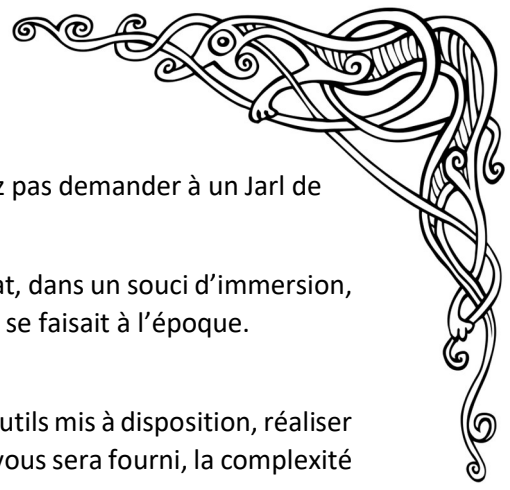 z pas demander à un Jarl de
at, dans un souci d’immersion,
se faisait à l’époque.
utils mis à disposition, réaliser
vous sera fourni, la complexité